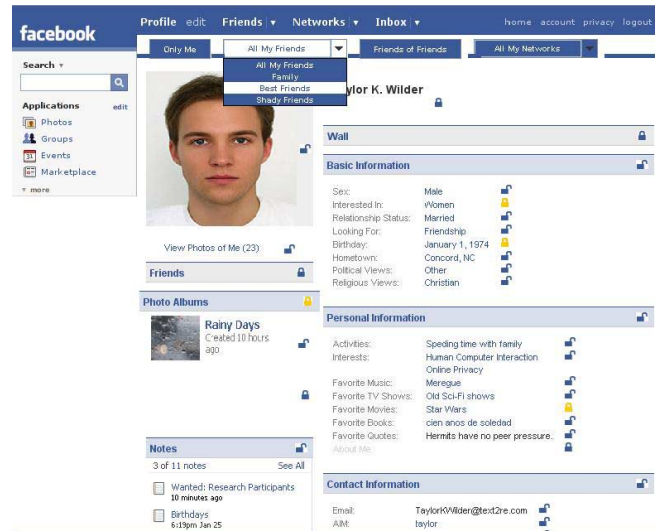 facebook
Profile edit Friends ▾ Networks ▾ Inbox ▾ home account privacy logout
Only Me All My Friends Friends of Friends All My Networks
All My Friends
Family
Best Friends
Shady Friends
Search ▾
Applications edit
Photos
Groups
Events
Marketplace
▾ more
ylor K. Wilder
View Photos of Me (23)
Friends
Photo Albums
Rainy Days
Created 10 hours
ago
Notes
3 of 11 notes See All
Wanted: Research Participants
10 minutes ago
Birthdays
6:19pm Jan 25
Wall
Basic Information
Sex: Male
Interested In: Women
Relationship Status: Married
Looking For: Friendship
Birthday: January 1, 1974
Hometown: Concord, NC
Political Views: Other
Religious Views: Christian
Personal Information
Activities: Speding time with family
Interests: Human Computer Interaction
Online Privacy
Favorite Music: Meregue
Favorite TV Shows: Old Sci-Fi shows
Favorite Movies: Star Wars
Favorite Books: cien anos de soledad
Favorite Quotes: Hermits have no peer pressure.
About Me:
Contact Information
Email: TaylorKWilder@text2re.com
AIM: taylor